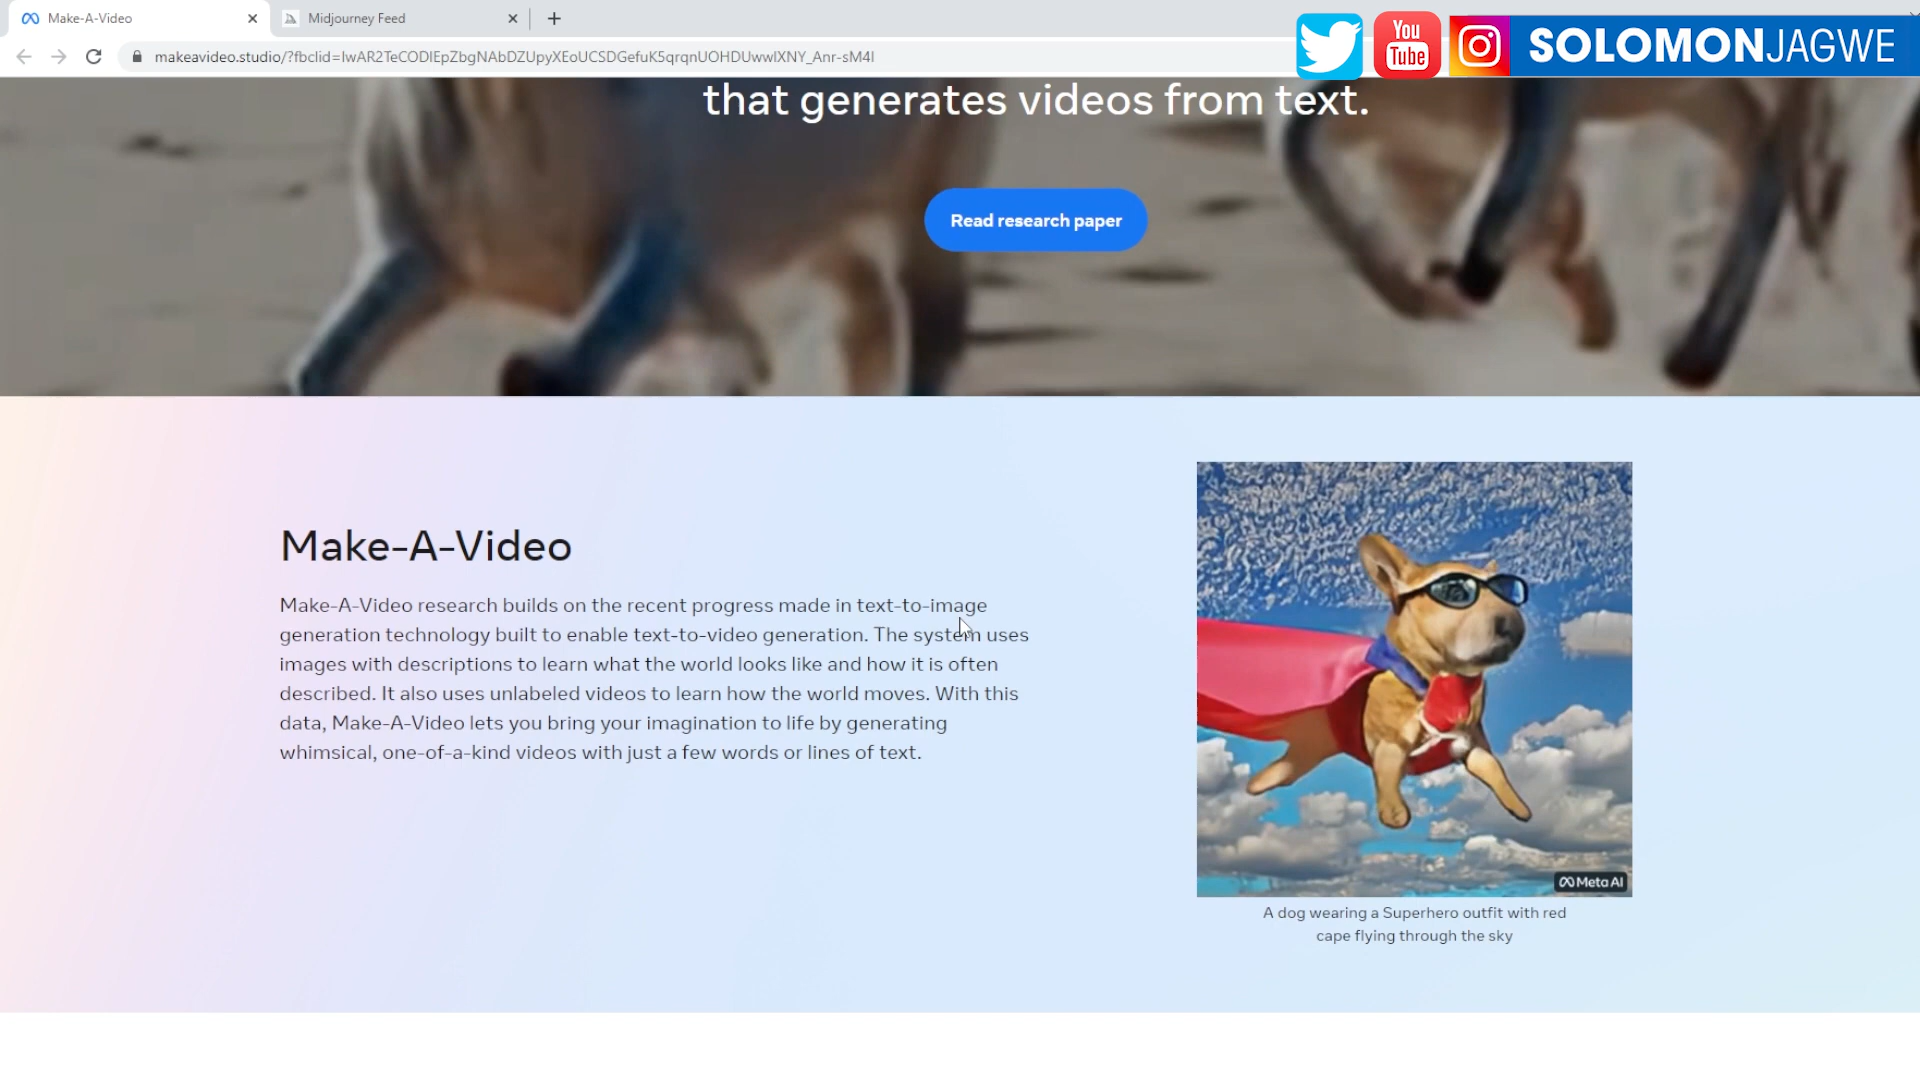 Make-A-Video
Midjourney Feed
makeavideo.studio/?fbclid=IwAR2TeCODIEpZbgNAbDZUpyXEoUCSDGefuK5qrqnUOHDUwwlXNY_Anr-sM4I
You
Tube
SOLOMONJAGWE
that generates videos from text.
Read research paper
Make-A-Video
Make-A-Video research builds on the recent progress made in text-to-image
generation technology built to enable text-to-video generation. The system uses
images with descriptions to learn what the world looks like and how it is often
described. It also uses unlabeled videos to learn how the world moves. With this
data, Make-A-Video lets you bring your imagination to life by generating
whimsical, one-of-a-kind videos with just a few words or lines of text.
Meta AI
A dog wearing a Superhero outfit with red
cape flying through the sky